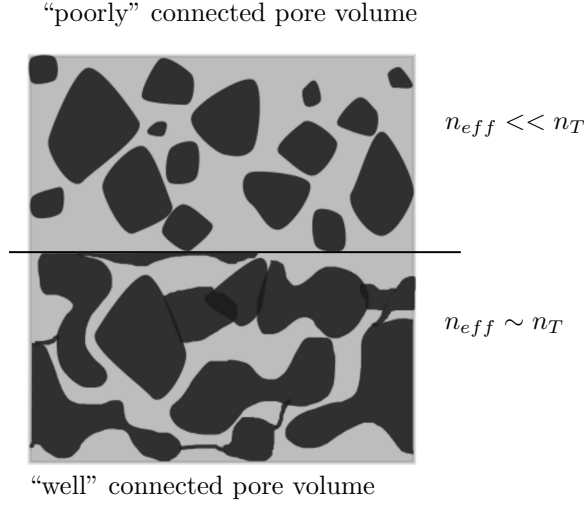 “poorly” connected pore volume
n_{eff} << n_T
n_{eff} ∼ n_T
“well” connected pore volume